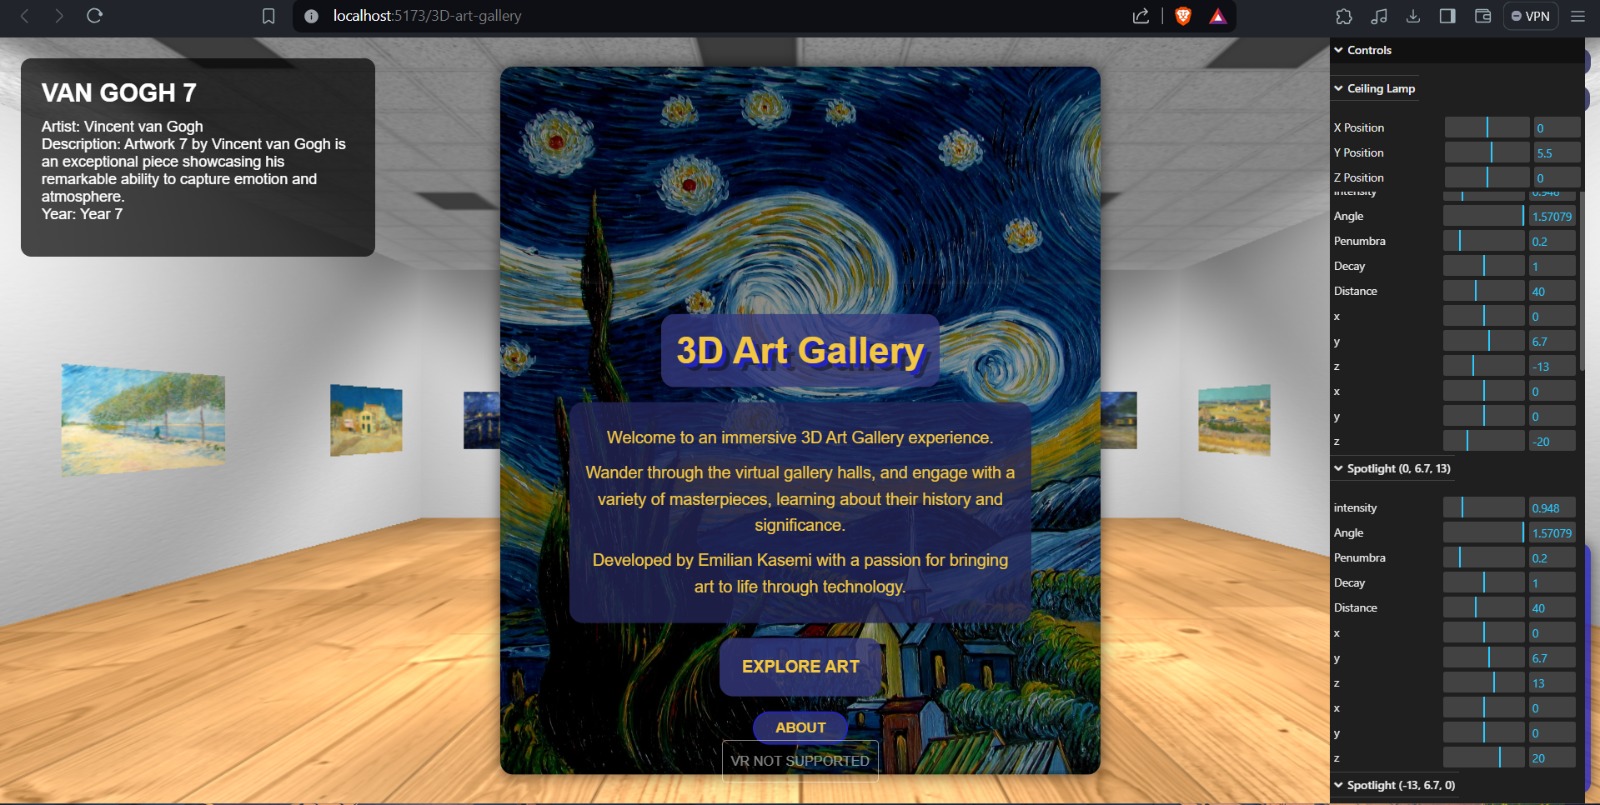 localhost:5173/3D-art-gallery
VPN
VAN GOGH 7
Artist: Vincent van Gogh
Description: Artwork 7 by Vincent van Gogh is
an exceptional piece showcasing his
remarkable ability to capture emotion and
atmosphere.
Year: Year 7
3D Art Gallery
Welcome to an immersive 3D Art Gallery experience.
Wander through the virtual gallery halls, and engage with a
variety of masterpieces, learning about their history and
significance.
Developed by Emilian Kasemi with a passion for bringing
art to life through technology.
EXPLORE ART
ABOUT
VR NOT SUPPORTED
Controls
Ceiling Lamp
X Position 0
Y Position 5.5
Z Position 0
intensity 0.948
Angle 1.57079
Penumbra 0.2
Decay 1
Distance 40
x 0
y 6.7
z -13
x 0
y 0
z -20
Spotlight (0, 6.7, 13)
intensity 0.948
Angle 1.57079
Penumbra 0.2
Decay 1
Distance 40
x 0
y 6.7
z 13
x 0
y 0
z 20
Spotlight (-13, 6.7, 0)